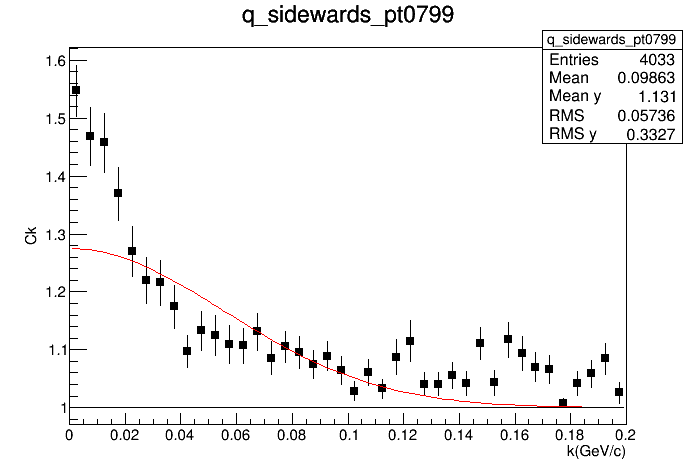 q_sidewards_pt0799
q_sidewards_pt0799
Entries 4033
Mean 0.09863
Mean y 1.131
RMS 0.05736
RMS y 0.3327
Ck
1.6
1.5
1.4
1.3
1.2
1.1
1
0 0.02 0.04 0.06 0.08 0.1 0.12 0.14 0.16 0.18 0.2
k(GeV/c)